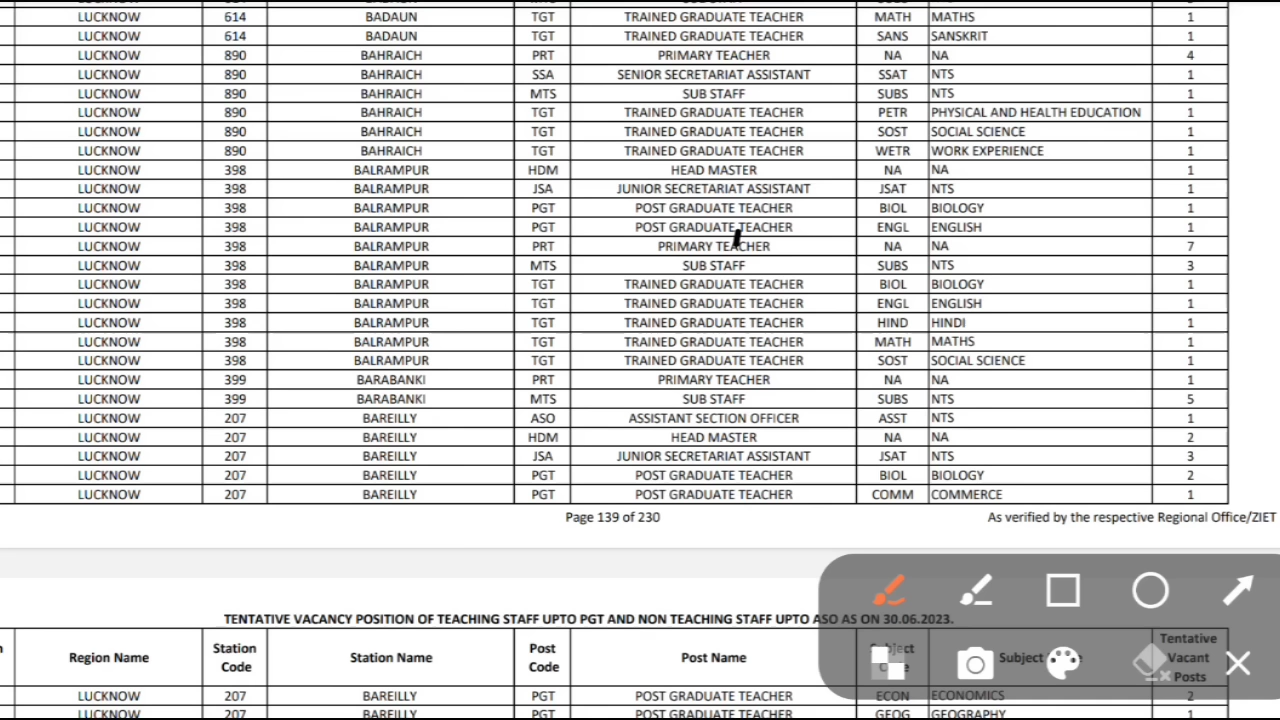 LUCKNOW 614 BADAUN TGT TRAINED GRADUATE TEACHER MATH MATHS 1
LUCKNOW 614 BADAUN TGT TRAINED GRADUATE TEACHER SANS SANSKRIT 1
LUCKNOW 890 BAHRAICH PRT PRIMARY TEACHER NA NA 4
LUCKNOW 890 BAHRAICH SSA SENIOR SECRETARIAT ASSISTANT SSAT NTS 1
LUCKNOW 890 BAHRAICH MTS SUB STAFF SUBS NTS 1
LUCKNOW 890 BAHRAICH TGT TRAINED GRADUATE TEACHER PETR PHYSICAL AND HEALTH EDUCATION 1
LUCKNOW 890 BAHRAICH TGT TRAINED GRADUATE TEACHER SOST SOCIAL SCIENCE 1
LUCKNOW 890 BAHRAICH TGT TRAINED GRADUATE TEACHER WETR WORK EXPERIENCE 1
LUCKNOW 398 BALRAMPUR HDM HEAD MASTER NA NA 1
LUCKNOW 398 BALRAMPUR JSA JUNIOR SECRETARIAT ASSISTANT JSAT NTS 1
LUCKNOW 398 BALRAMPUR PGT POST GRADUATE TEACHER BIOL BIOLOGY 1
LUCKNOW 398 BALRAMPUR PGT POST GRADUATE TEACHER ENGL ENGLISH 1
LUCKNOW 398 BALRAMPUR PRT PRIMARY TEACHER NA NA 7
LUCKNOW 398 BALRAMPUR MTS SUB STAFF SUBS NTS 3
LUCKNOW 398 BALRAMPUR TGT TRAINED GRADUATE TEACHER BIOL BIOLOGY 1
LUCKNOW 398 BALRAMPUR TGT TRAINED GRADUATE TEACHER ENGL ENGLISH 1
LUCKNOW 398 BALRAMPUR TGT TRAINED GRADUATE TEACHER HIND HINDI 1
LUCKNOW 398 BALRAMPUR TGT TRAINED GRADUATE TEACHER MATH MATHS 1
LUCKNOW 398 BALRAMPUR TGT TRAINED GRADUATE TEACHER SOST SOCIAL SCIENCE 1
LUCKNOW 399 BARABANKI PRT PRIMARY TEACHER NA NA 1
LUCKNOW 399 BARABANKI MTS SUB STAFF SUBS NTS 5
LUCKNOW 207 BAREILLY ASO ASSISTANT SECTION OFFICER ASST NTS 1
LUCKNOW 207 BAREILLY HDM HEAD MASTER NA NA 2
LUCKNOW 207 BAREILLY JSA JUNIOR SECRETARIAT ASSISTANT JSAT NTS 3
LUCKNOW 207 BAREILLY PGT POST GRADUATE TEACHER BIOL BIOLOGY 2
LUCKNOW 207 BAREILLY PGT POST GRADUATE TEACHER COMM COMMERCE 1
Page 139 of 230 As verified by the respective Regional Office/ZIET
TENTATIVE VACANCY POSITION OF TEACHING STAFF UPTO PGT AND NON TEACHING STAFF UPTO ASO AS ON 30.06.2023.
Region Name Station Code Station Name Post Code Post Name Subject Tentative Vacant Posts
LUCKNOW 207 BAREILLY PGT POST GRADUATE TEACHER ECON ECONOMICS 2
LUCKNOW 207 BAREILLY PGT POST GRADUATE TEACHER GEOG GEOGRAPHY 1